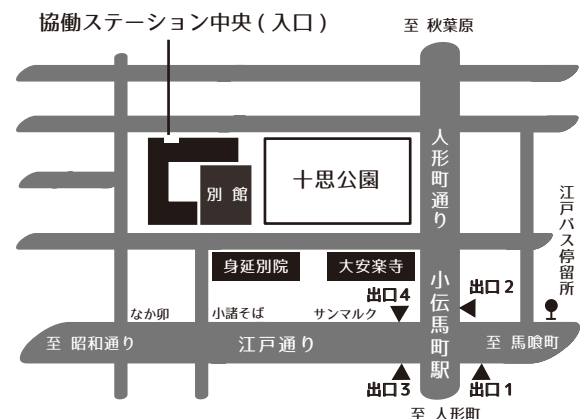 協働ステーション中央(入口)
至 秋葉原
人形町通り
別館
十思公園
江戸バス停留所
身延別院
大安楽寺
小伝馬町駅
出口2
出口4
なか卯
小諸そば
サンマルク
至 昭和通り
江戸通り
至 馬喰町
出口3
出口1
至 人形町